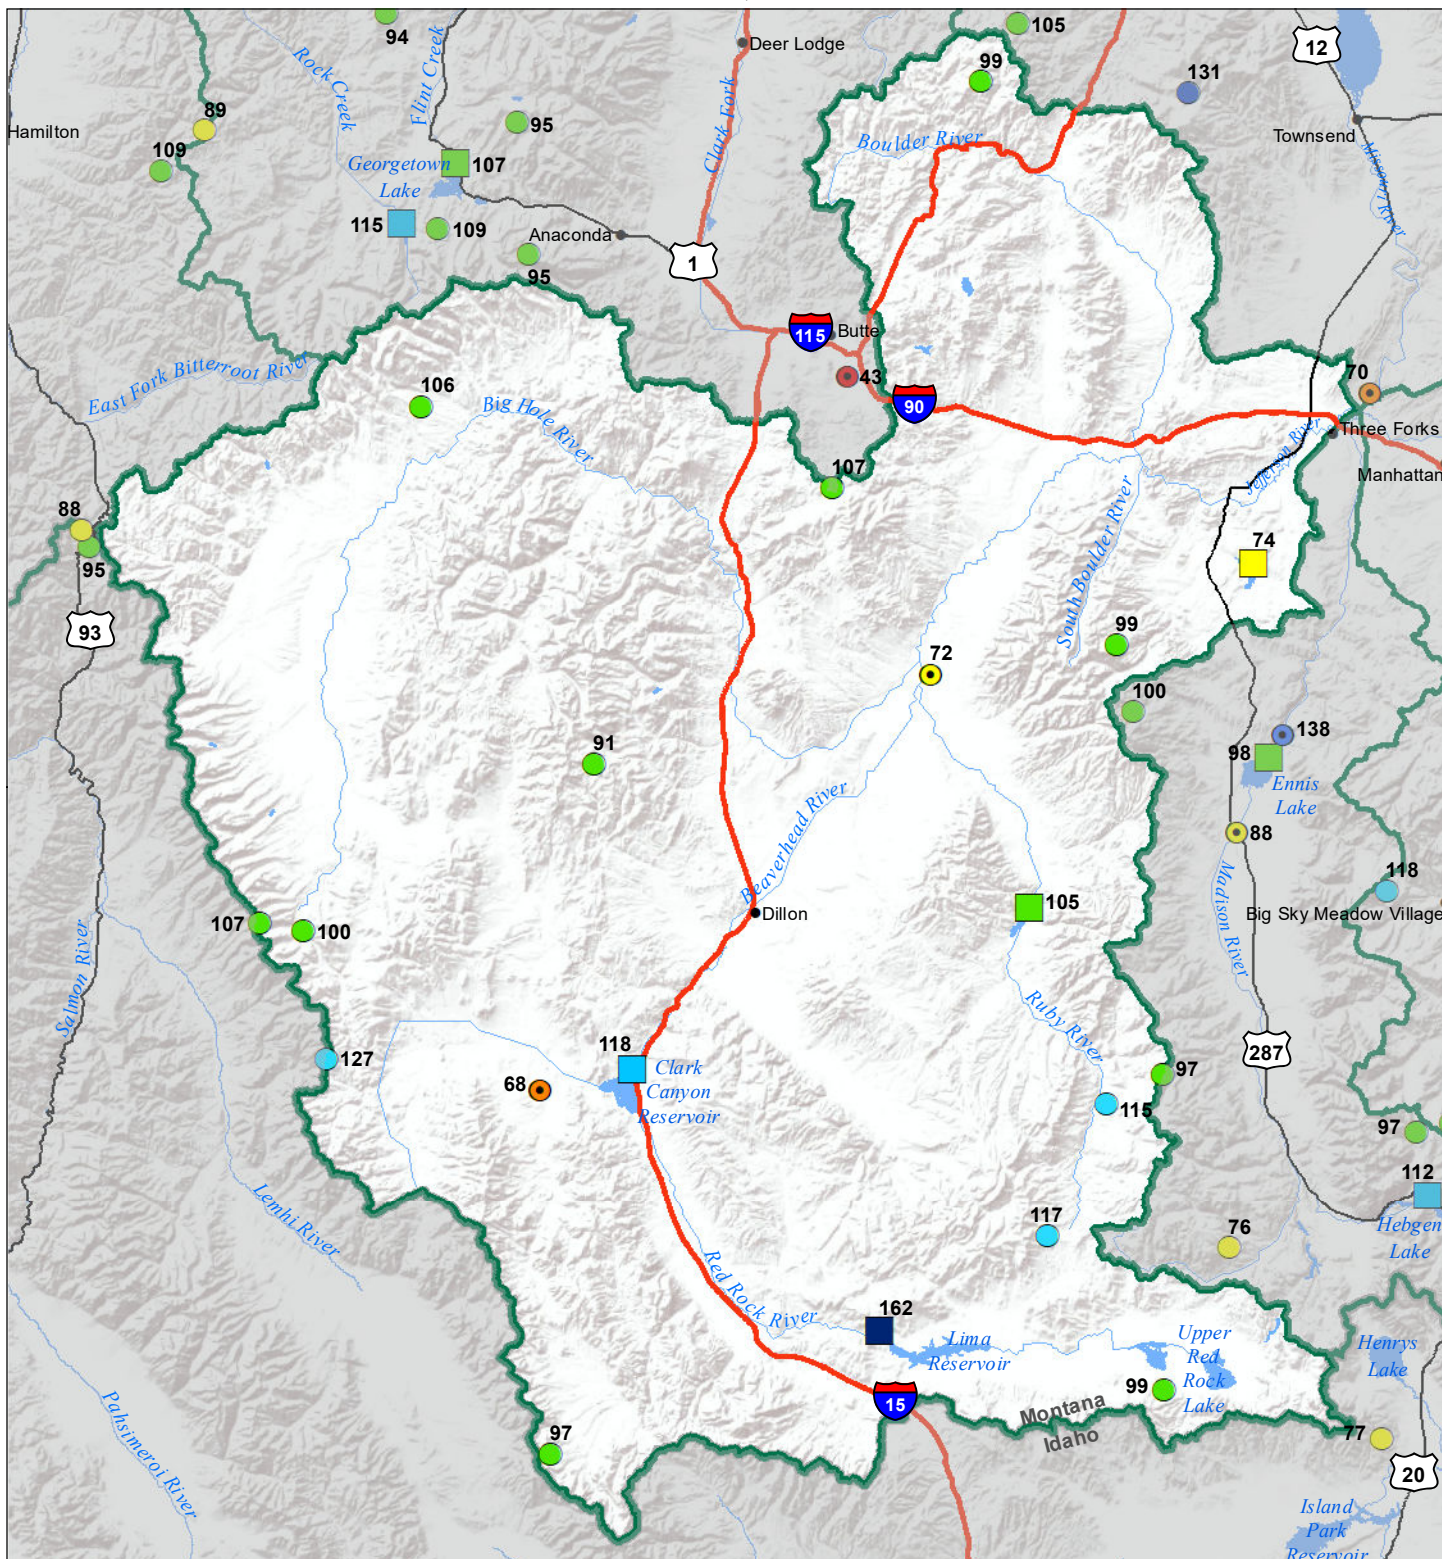 94
Rock Creek
Flint Creek
Deer Lodge
Clark Fork
99
105
131
12
Townsend
Missouri River
Hamilton
89
109
95
Georgetown
Lake
107
115
109
95
Anaconda
1
Boulder River
115
Butte
43
90
70
Three Forks
Manhattan
Jefferson River
East Fork Bitterroot River
106
Big Hole River
107
88
95
93
74
South Boulder River
99
72
100
138
98
Ennis
Lake
88
91
Beaverhead River
Madison River
118
Big Sky Meadow Village
Dillon
105
107
100
Salmon River
127
Ruby River
287
118
Clark
Canyon
Reservoir
68
97
115
97
112
Hebgen
Lake
76
117
Lemhi River
Red Rock River
162
Lima
Reservoir
Upper
Red
Rock
Lake
Henrys
Lake
99
15
Montana
Idaho
77
20
97
Pahsimeroi River
Island
Park
Reservoir